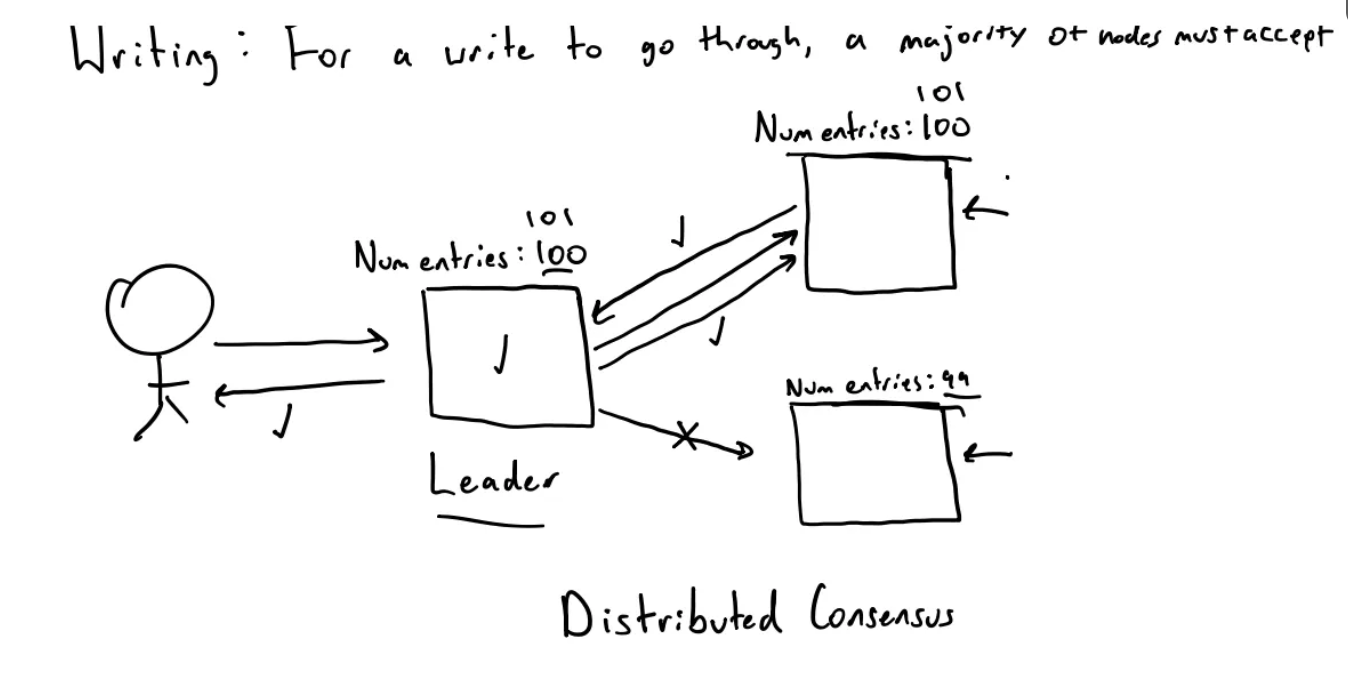 Writing: For a write to go through, a majority of nodes must accept
101
Num entries: 100
101
Num entries: 100
Num entries: 99
Leader
Distributed Consensus